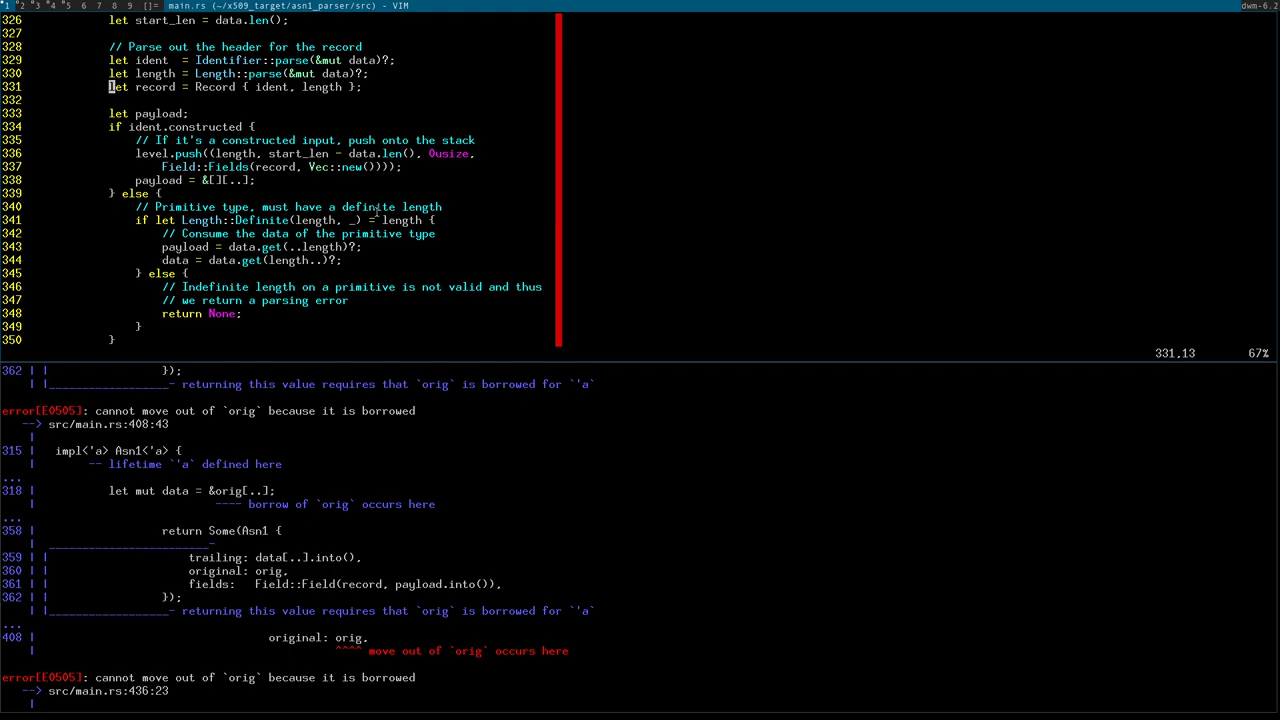 1 2 3 4 5 6 7 8 9 []= main.rs (~/x509_target/asn1_parser/src) - VIM dwm-6.2
326 let start_len = data.len();
327
328 // Parse out the header for the record
329 let ident  = Identifier::parse(&mut data)?;
330 let length = Length::parse(&mut data)?;
331 let record = Record { ident, length };
332
333 let payload;
334 if ident.constructed {
335 // If it's a constructed input, push onto the stack
336 level.push((length, start_len - data.len(), 0usize,
337 Field::Fields(record, Vec::new())));
338 payload = &[][..];
339 } else {
340 // Primitive type, must have a definite length
341 if let Length::Definite(length, _) = length {
342 // Consume the data of the primitive type
343 payload = data.get(..length)?;
344 data = data.get(length..)?;
345 } else {
346 // Indefinite length on a primitive is not valid and thus
347 // we return a parsing error
348 return None;
349 }
350 }
331,13 67%
362 | | });
| |__________________- returning this value requires that `orig` is borrowed for `'a`
error[E0505]: cannot move out of `orig` because it is borrowed
--> src/main.rs:408:43
|
315 | impl<'a> Asn1<'a> {
| -- lifetime `'a` defined here
...
318 | let mut data = &orig[..];
| ---- borrow of `orig` occurs here
...
358 | return Some(Asn1 {
| ________________________-
359 | | trailing: data[..].into(),
360 | | original: orig,
361 | | fields:   Field::Field(record, payload.into()),
362 | | });
| |__________________- returning this value requires that `orig` is borrowed for `'a`
...
408 | original: orig,
| ^^^^ move out of `orig` occurs here
error[E0505]: cannot move out of `orig` because it is borrowed
--> src/main.rs:436:23
|